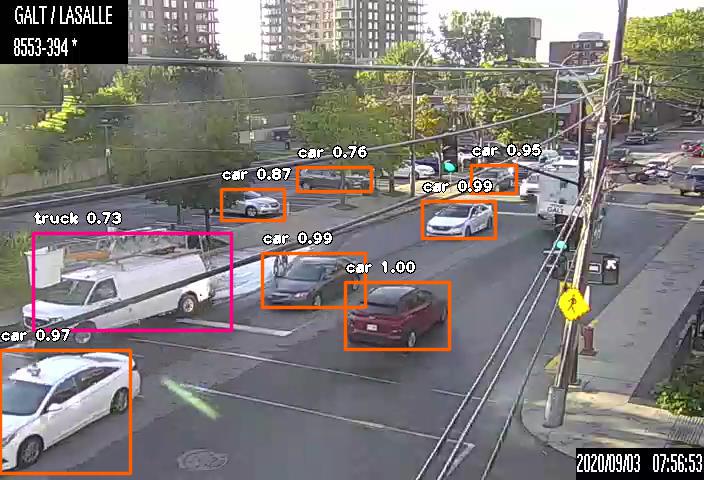 GALT / LASALLE
8553-394 *
car 0.76
car 0.95
car 0.87
car 0.99
truck 0.73
car 0.99
car 1.00
car 0.97
2020/09/03 07:56:53